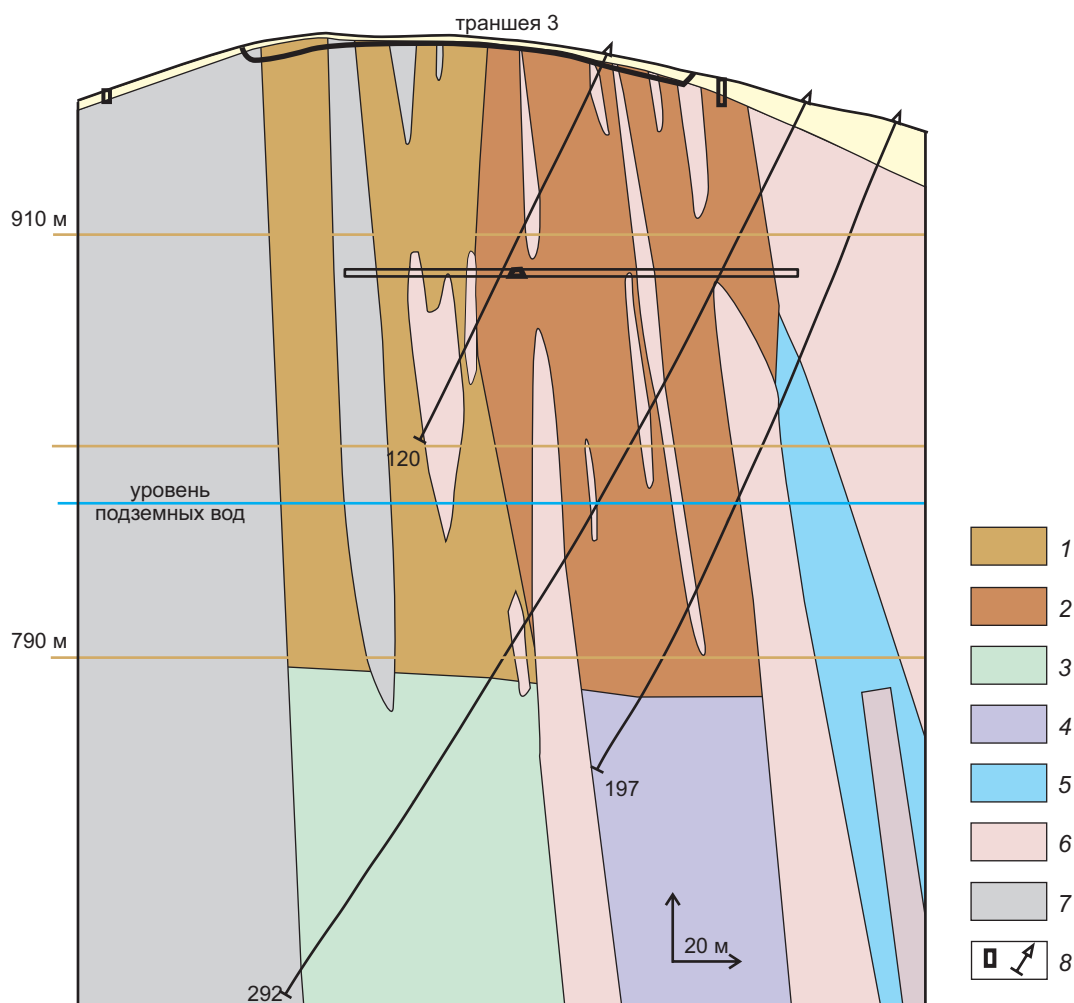 траншея 3
910 м
120
уровень
подземных вод
790 м
197
20 м
292
1
2
3
4
5
6
7
8